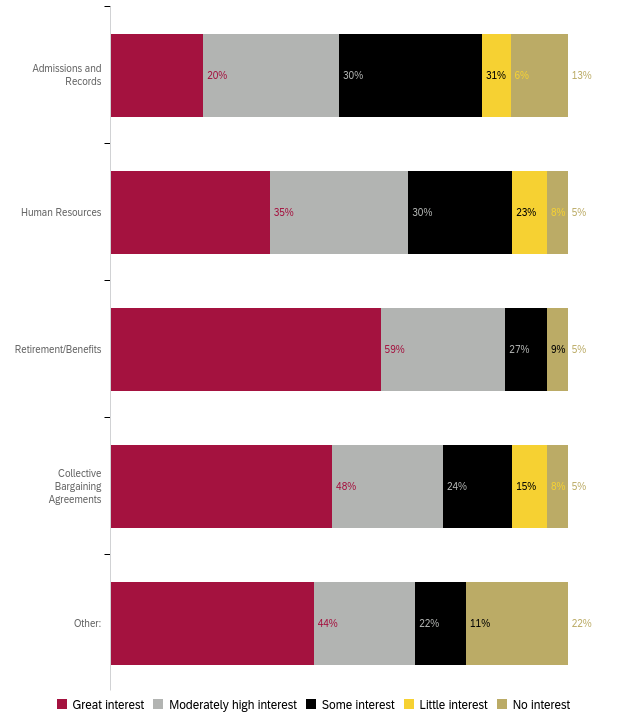 Admissions and
Records
20%
30%
31%
6%
13%
Human Resources
35%
30%
23%
8%
5%
Retirement/Benefits
59%
27%
9%
5%
Collective
Bargaining
Agreements
48%
24%
15%
8%
5%
Other:
44%
22%
11%
22%
Great interest
Moderately high interest
Some interest
Little interest
No interest